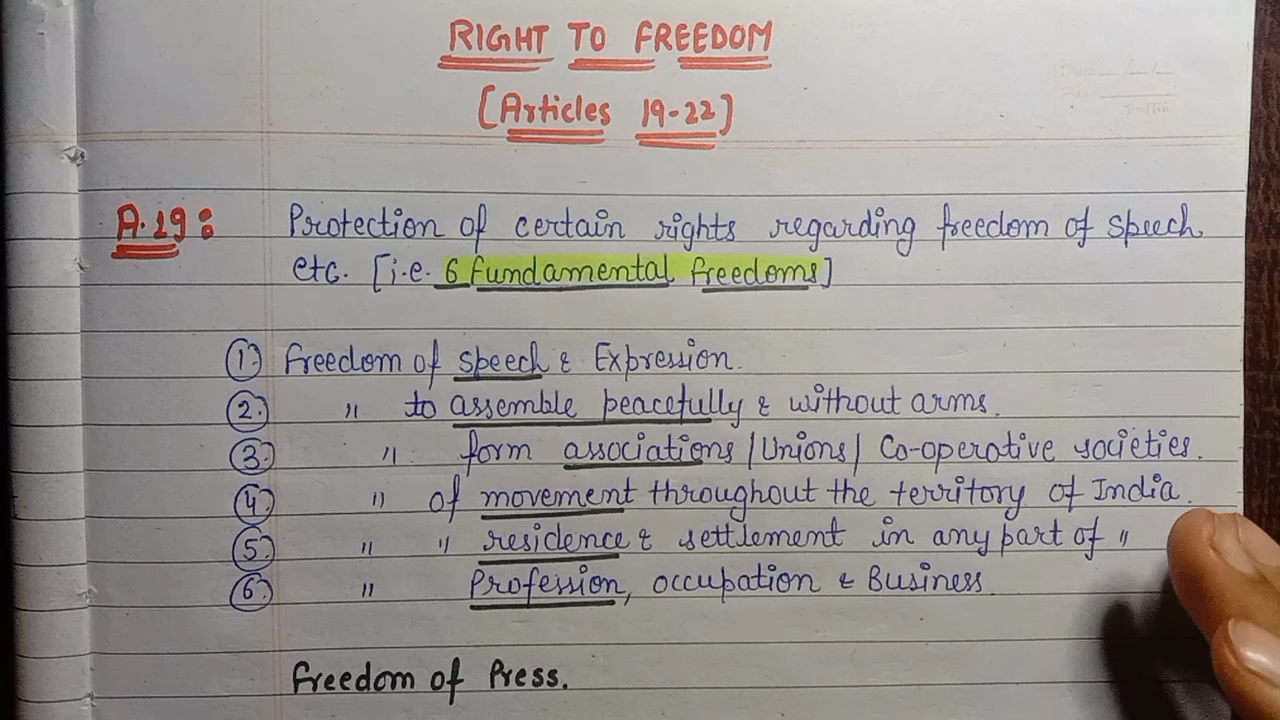 RIGHT TO FREEDOM
[Articles 19-22]
A.19: Protection of certain rights regarding freedom of speech
etc. [i.e. 6 fundamental freedoms]
① freedom of speech & Expression.
② " to assemble peacefully & without arms.
③ " form associations/Unions/Co-operative societies.
④ " of movement throughout the territory of India.
⑤ " " residence & settlement in any part of "
⑥ " Profession, occupation & Business.
freedom of Press.